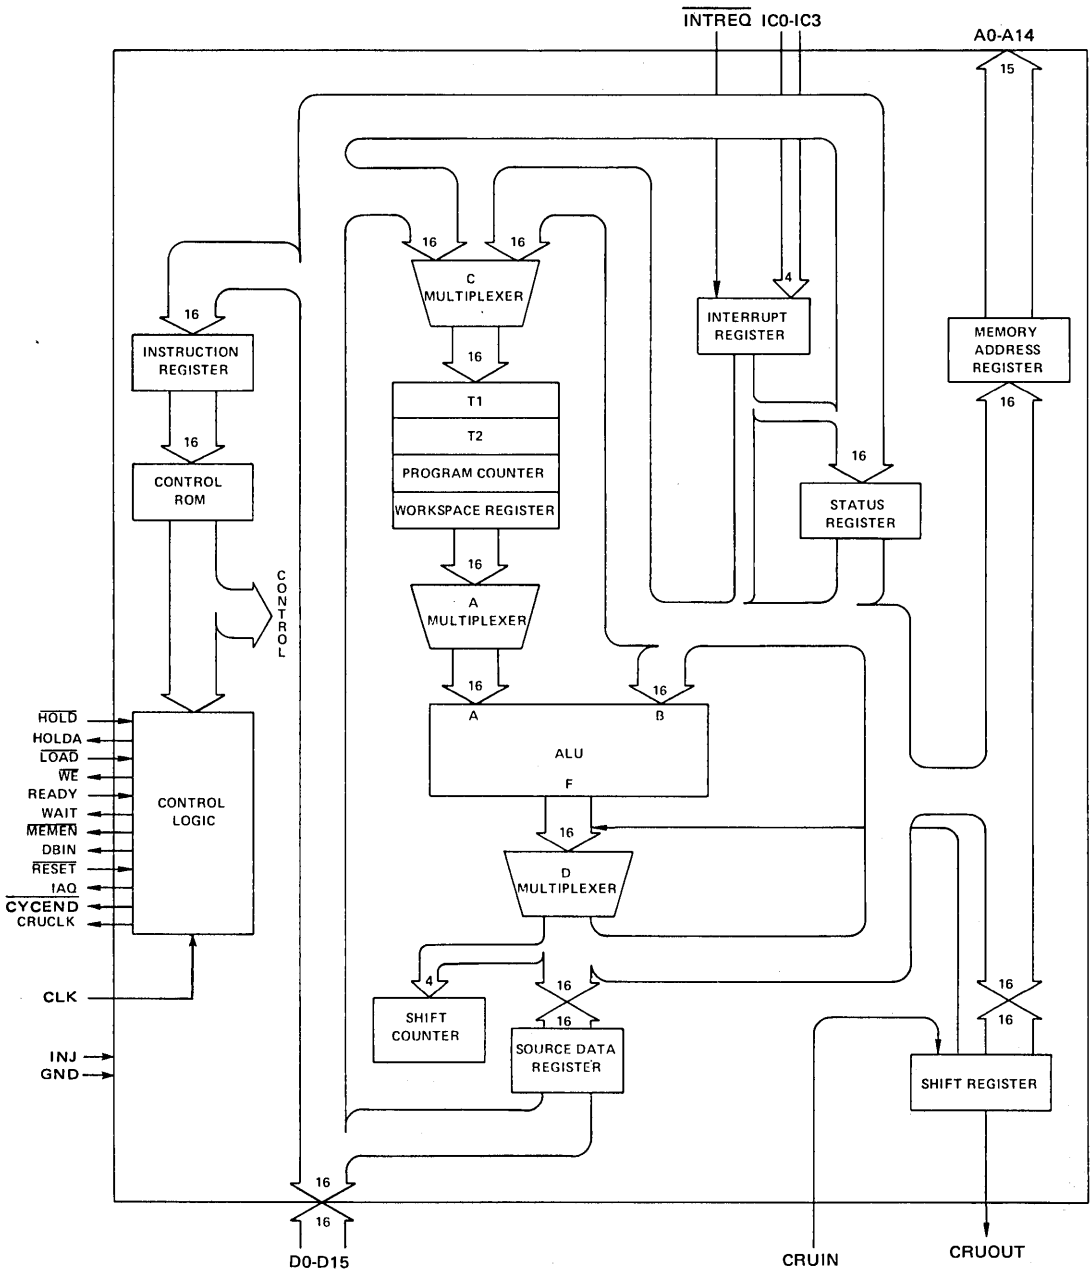 INTREQ IC0-IC3
A0-A14
15
16
16
C
MULTIPLEXER
4
INTERRUPT
REGISTER
MEMORY
ADDRESS
REGISTER
16
16
INSTRUCTION
REGISTER
16
T1
T2
PROGRAM COUNTER
WORKSPACE REGISTER
16
CONTROL
ROM
16
STATUS
REGISTER
16
A
MULTIPLEXER
CONTROL
16
16
A
B
ALU
F
HOLD
HOLDA
LOAD
WE
READY
WAIT
MEMEN
DBIN
RESET
IAQ
CYCEND
CRUCLK
CONTROL
LOGIC
16
D
MULTIPLEXER
4
16
16
16
16
CLK
SHIFT
COUNTER
SOURCE DATA
REGISTER
INJ
GND
SHIFT REGISTER
16
16
D0-D15
CRUIN
CRUOUT